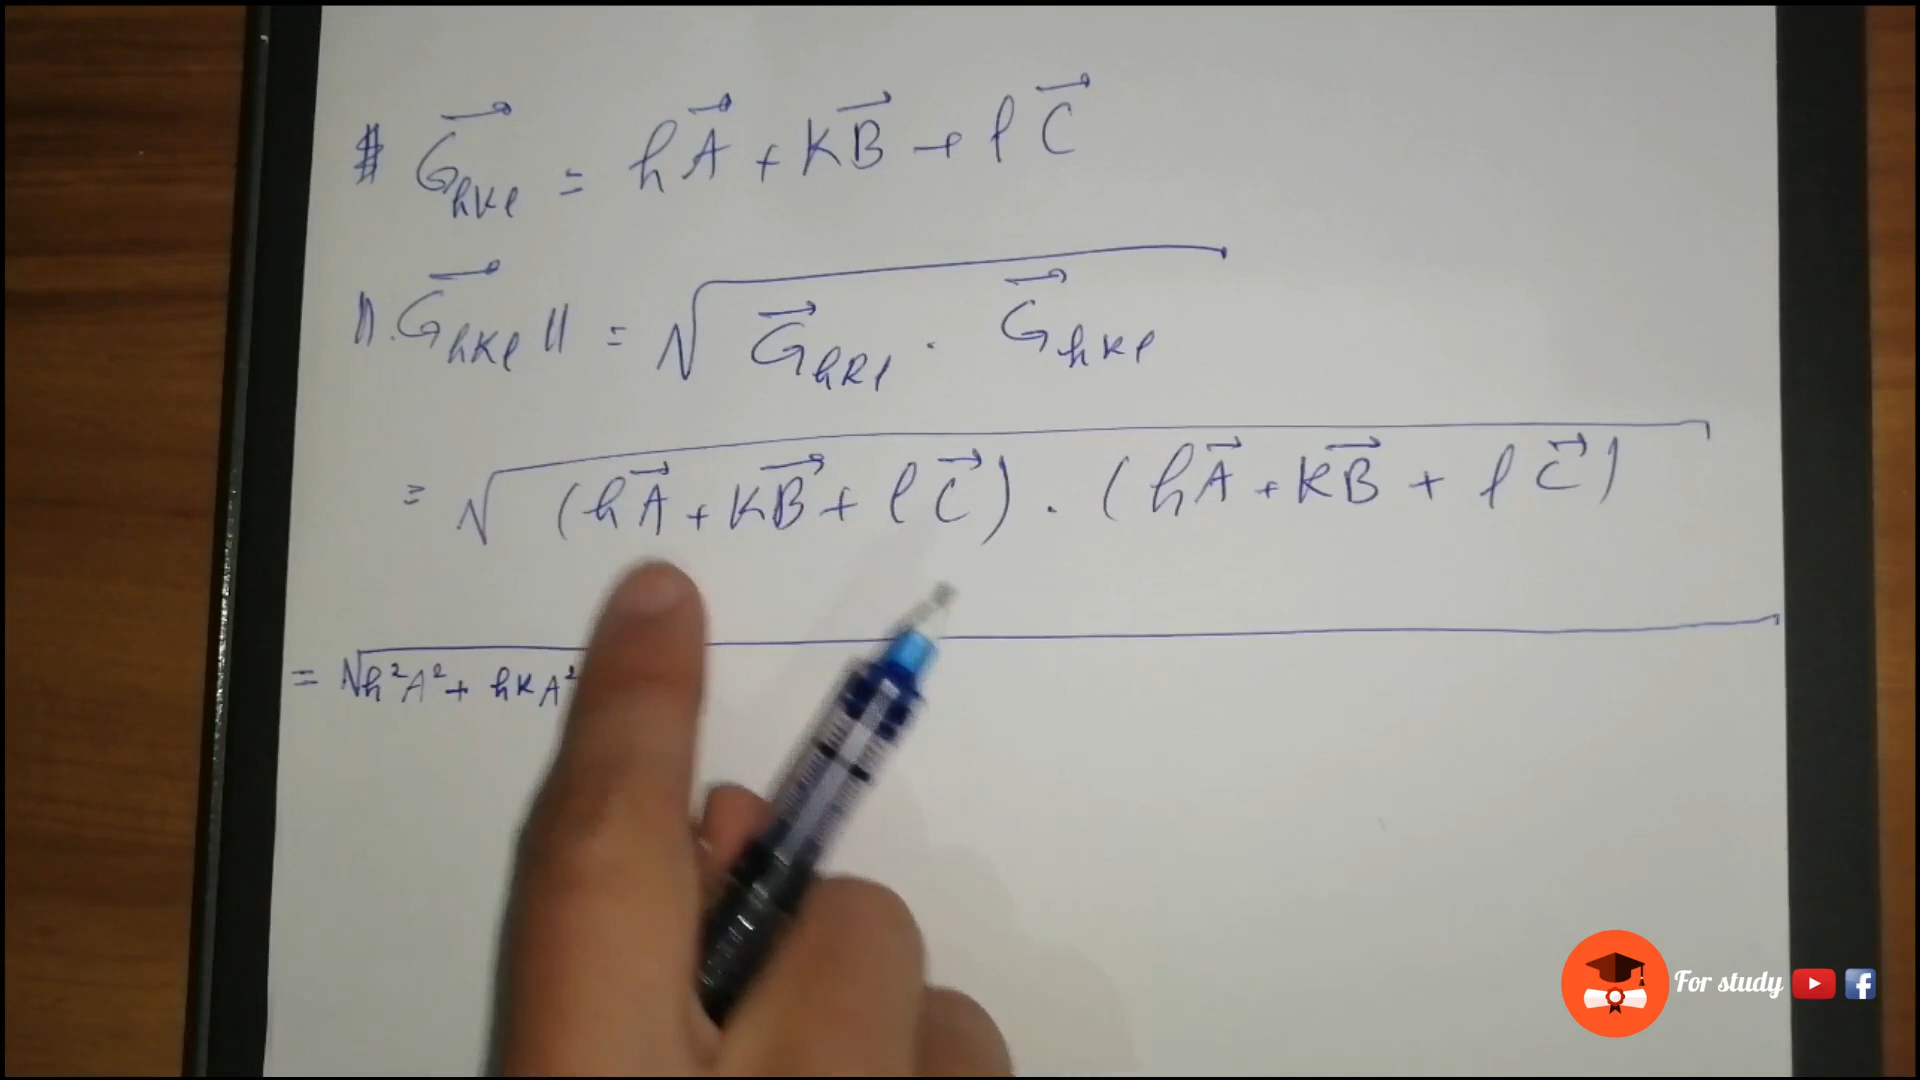 # G⃗hkl = hA⃗ + kB⃗ + lC⃗
||G⃗hkl|| = √(G⃗hkl · G⃗hkl)
= √((hA⃗ + kB⃗ + lC⃗) · (hA⃗ + kB⃗ + lC⃗))
= √h²A² + hkA²
For study